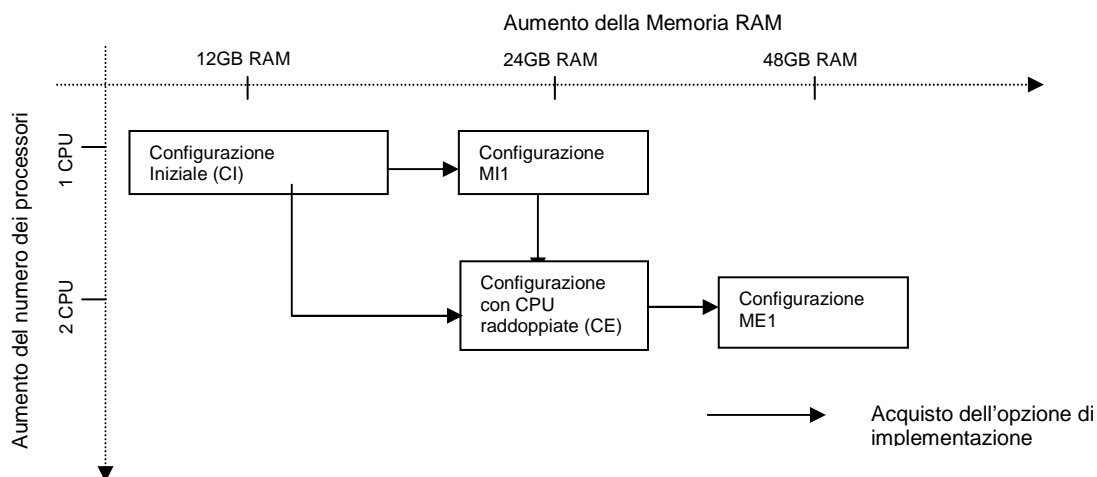 Aumento della Memoria RAM
12GB RAM
24GB RAM
48GB RAM
Aumento del numero dei processori
1 CPU
Configurazione
Iniziale (CI)
Configurazione
MI1
2 CPU
Configurazione
con CPU
raddoppiate (CE)
Configurazione
ME1
Acquisto dell'opzione di
implementazione